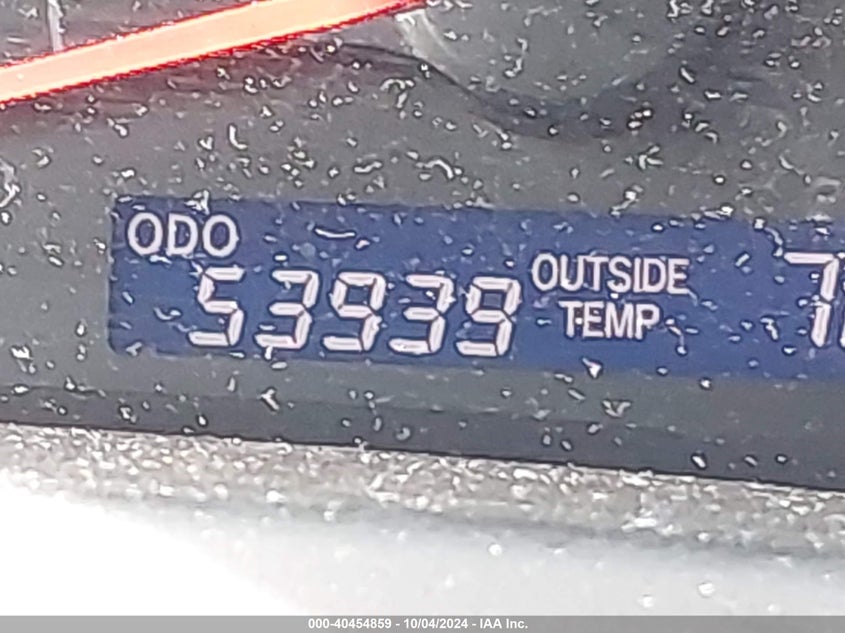 ODO
53939
OUTSIDE
TEMP
000-40454859 - 10/04/2024 - IAA Inc.